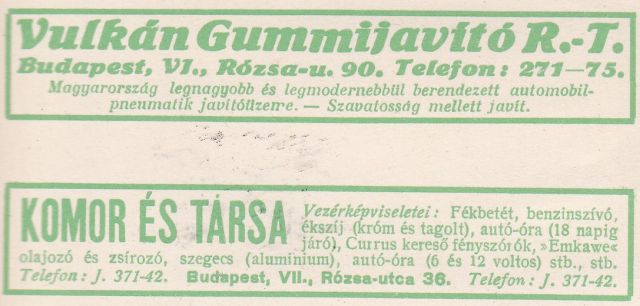 Vulkán Gummijavító R.-T.
Budapest, VI., Rózsa-u. 90. Telefon: 271—75.
Magyarország legnagyobb és legmodernebbül berendezett automobil-
pneumatik javítóüzeme. — Szavatosság mellett javít.
KOMOR ÉS TÁRSA
Vezérképviseletei: Fékbetét, benzinszívó,
ékszíj (króm és tagolt), autó-óra (18 napig
járó), Currus kereső fényszórók, »Emkawe«
olajozó és zsírozó, szegecs (aluminium), autó-óra (6 és 12 voltos) stb., stb.
Telefon: J. 371-42. Budapest, VII., Rózsa-utca 36. Telefon: J. 371-42.